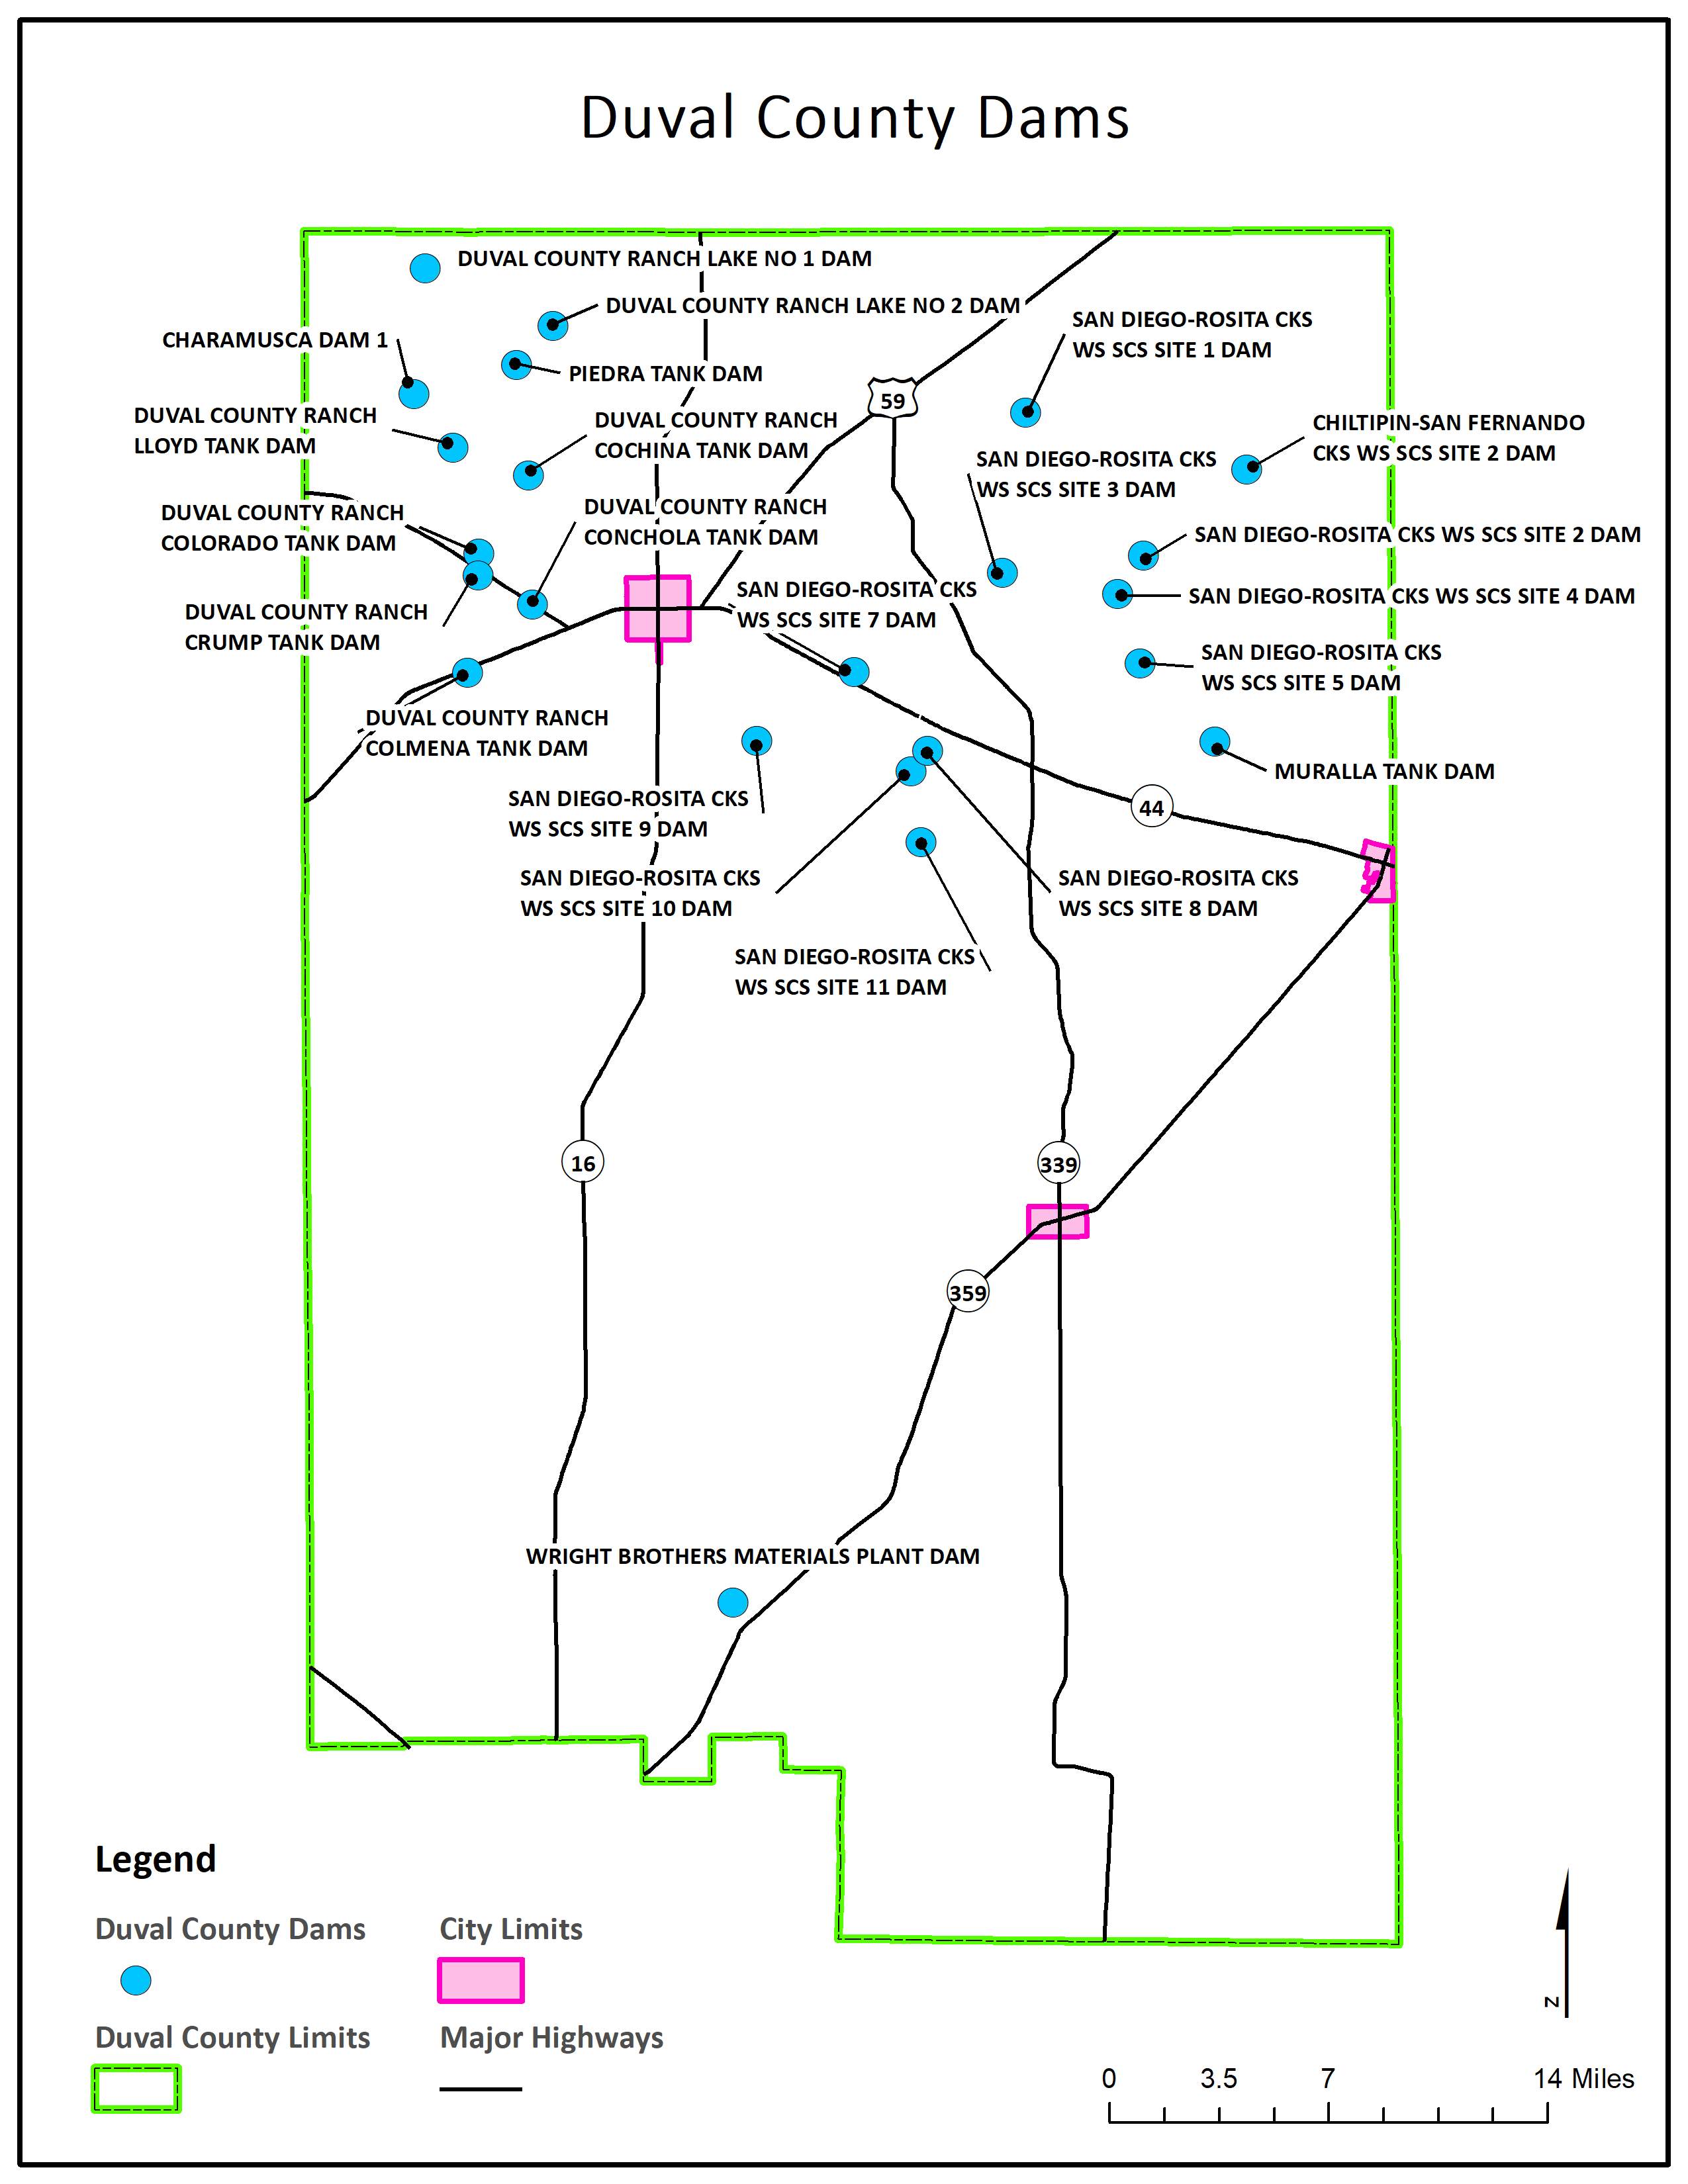 Duval County Dams
DUVAL COUNTY RANCH LAKE NO 1 DAM
DUVAL COUNTY RANCH LAKE NO 2 DAM
CHARAMUSCA DAM 1
PIEDRA TANK DAM
SAN DIEGO-ROSITA CKS
WS SCS SITE 1 DAM
59
DUVAL COUNTY RANCH
LLOYD TANK DAM
DUVAL COUNTY RANCH
COCHINA TANK DAM
CHILTIPIN-SAN FERNANDO
CKS WS SCS SITE 2 DAM
SAN DIEGO-ROSITA CKS
WS SCS SITE 3 DAM
DUVAL COUNTY RANCH
COLORADO TANK DAM
DUVAL COUNTY RANCH
CONCHOLA TANK DAM
SAN DIEGO-ROSITA CKS WS SCS SITE 2 DAM
SAN DIEGO-ROSITA CKS WS SCS SITE 4 DAM
DUVAL COUNTY RANCH
CRUMP TANK DAM
SAN DIEGO-ROSITA CKS
WS SCS SITE 7 DAM
SAN DIEGO-ROSITA CKS
WS SCS SITE 5 DAM
DUVAL COUNTY RANCH
COLMENA TANK DAM
MURALLA TANK DAM
SAN DIEGO-ROSITA CKS
WS SCS SITE 9 DAM
44
SAN DIEGO-ROSITA CKS
WS SCS SITE 10 DAM
SAN DIEGO-ROSITA CKS
WS SCS SITE 8 DAM
SAN DIEGO-ROSITA CKS
WS SCS SITE 11 DAM
16
339
359
WRIGHT BROTHERS MATERIALS PLANT DAM
Legend
Duval County Dams
City Limits
Duval County Limits
Major Highways
N
0 3.5 7 14 Miles